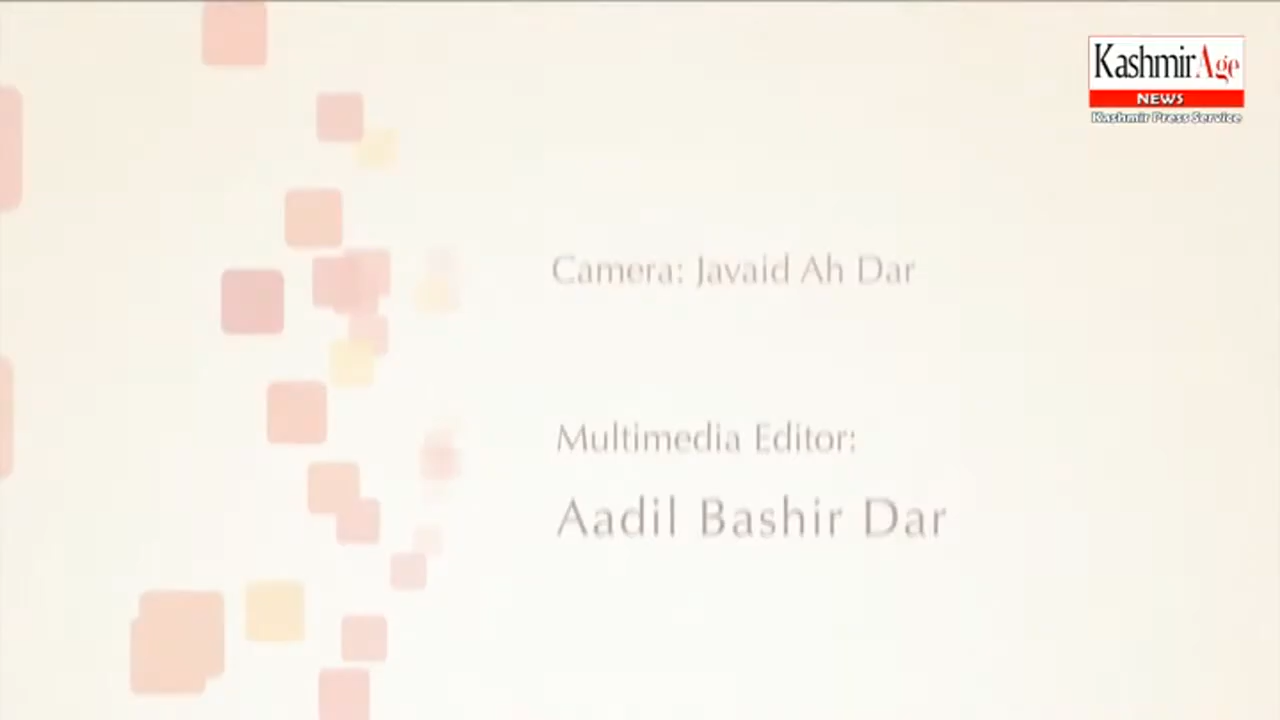 KashmirAge
NEWS
Kashmir Press Service
Camera: Javaid Ah Dar
Multimedia Editor:
Aadil Bashir Dar